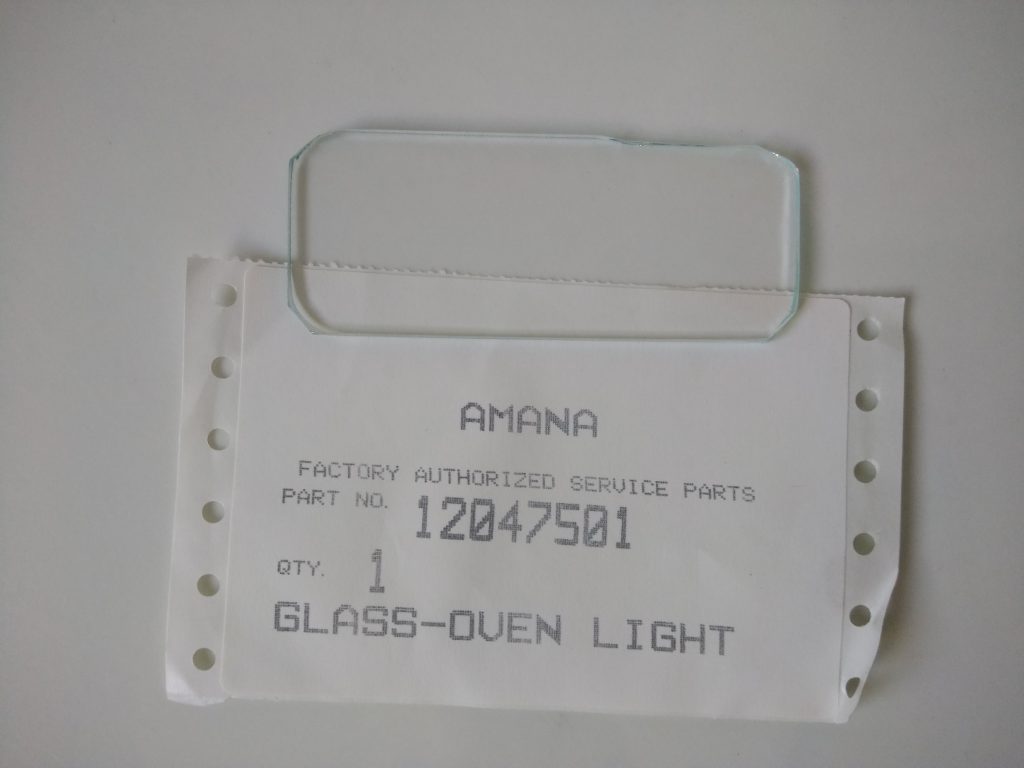 AMANA
FACTORY AUTHORIZED SERVICE PARTS
PART NO. 12047501
QTY. 1
GLASS-OVEN LIGHT